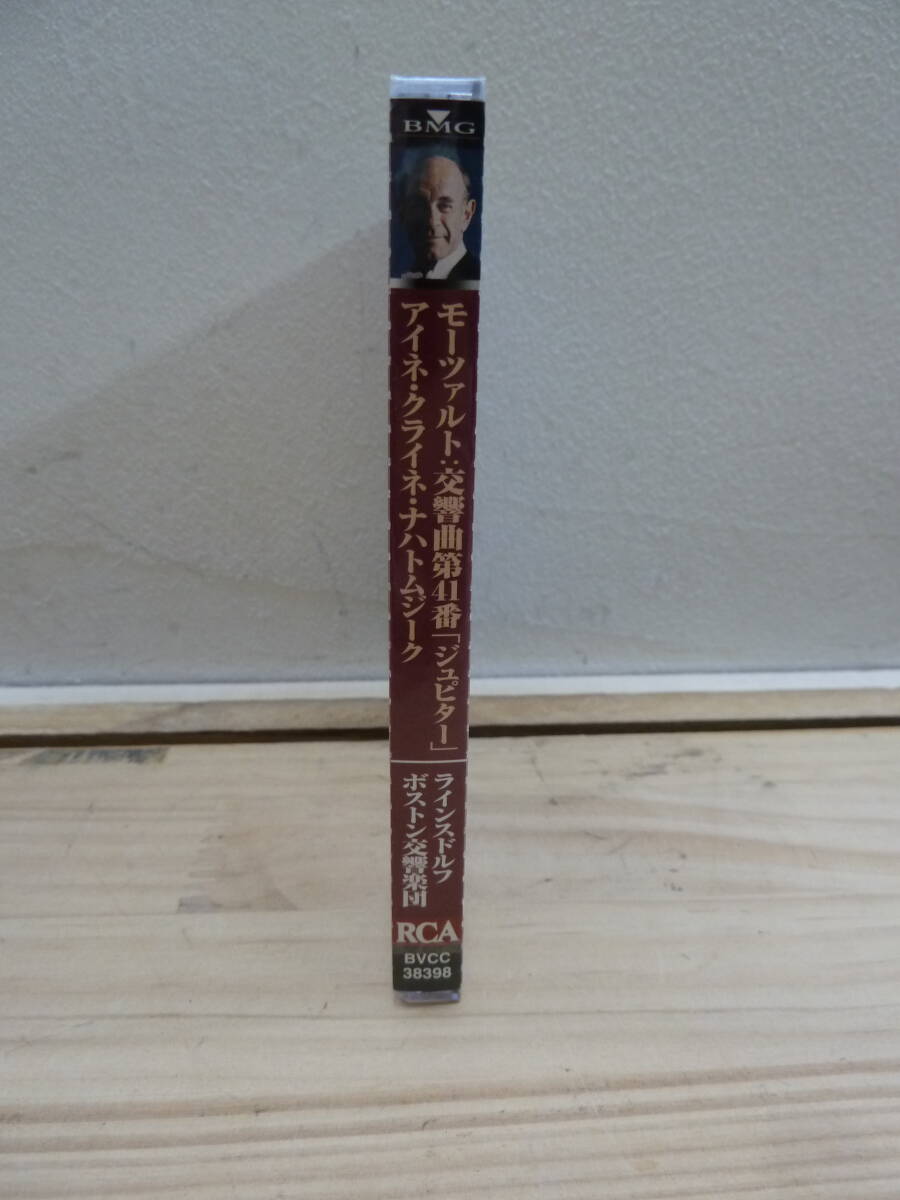 BMG
モーツァルト:交響曲第41番「ジュピター」
アイネ・クライネ・ナハトムジーク
ラインスドルフ
ボストン交響楽団
RCA
BVCC
38398